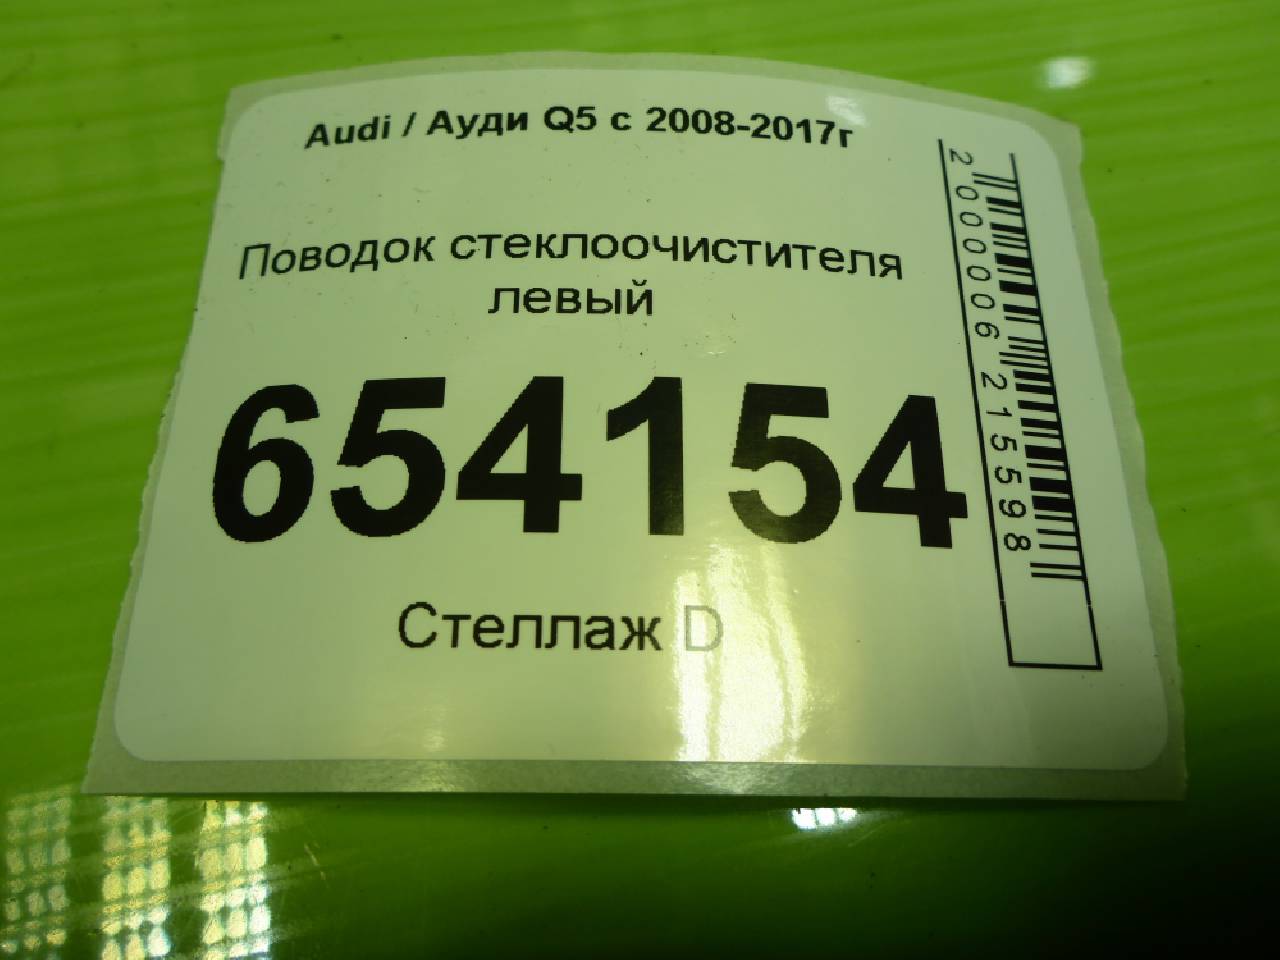 Audi / Ауди Q5 с 2008-2017г
Поводок стеклоочистителя
левый
654154
Стеллаж D
2000006215598